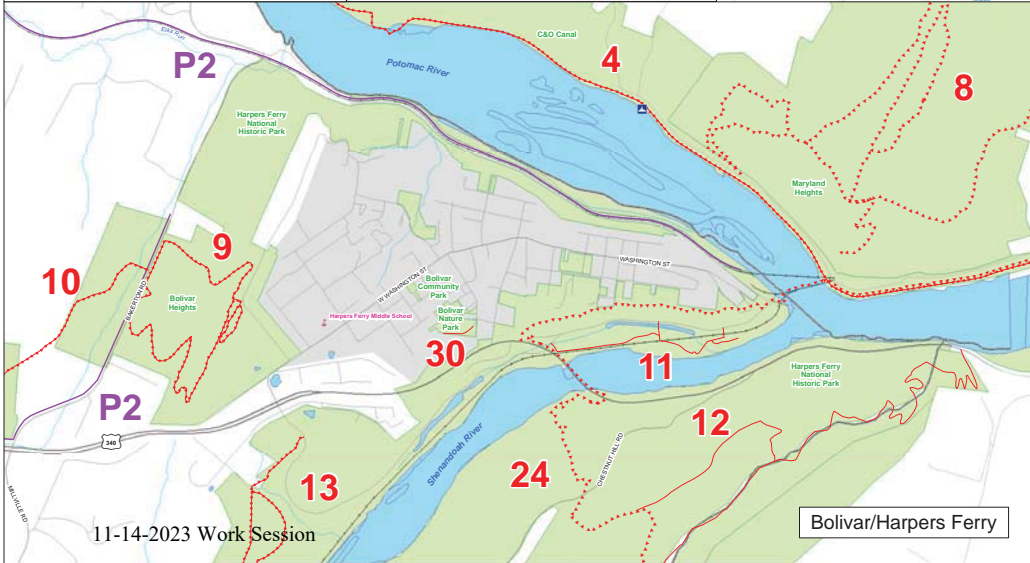 C&O Canal
Elks Run
P2
Potomac River
4
8
Harpers Ferry
National
Historic Park
Maryland
Heights
9
10
BAKERTON RD
Bolivar
Heights
WASHINGTON ST
W WASHINGTON ST
Bolivar
Community
Park
Harpers Ferry Middle School
Bolivar
Nature
Park
30
11
Harpers Ferry
National
Historic Park
P2
12
340
CHESTNUT HILL RD
Shenandoah River
24
13
MILLVILLE RD
11-14-2023 Work Session
Bolivar/Harpers Ferry